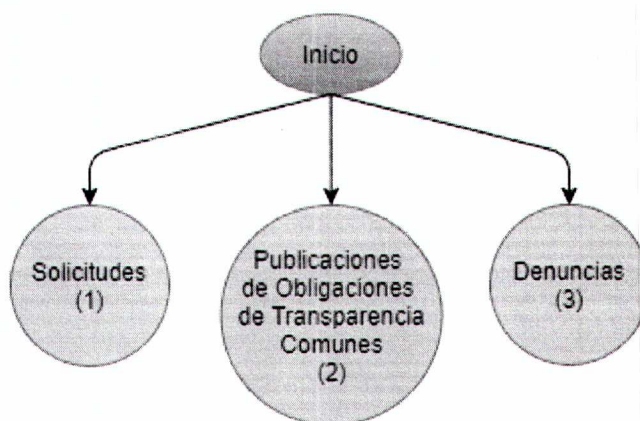 Inicio
Solicitudes
(1)
Publicaciones
de Obligaciones
de Transparencia
Comunes
(2)
Denuncias
(3)